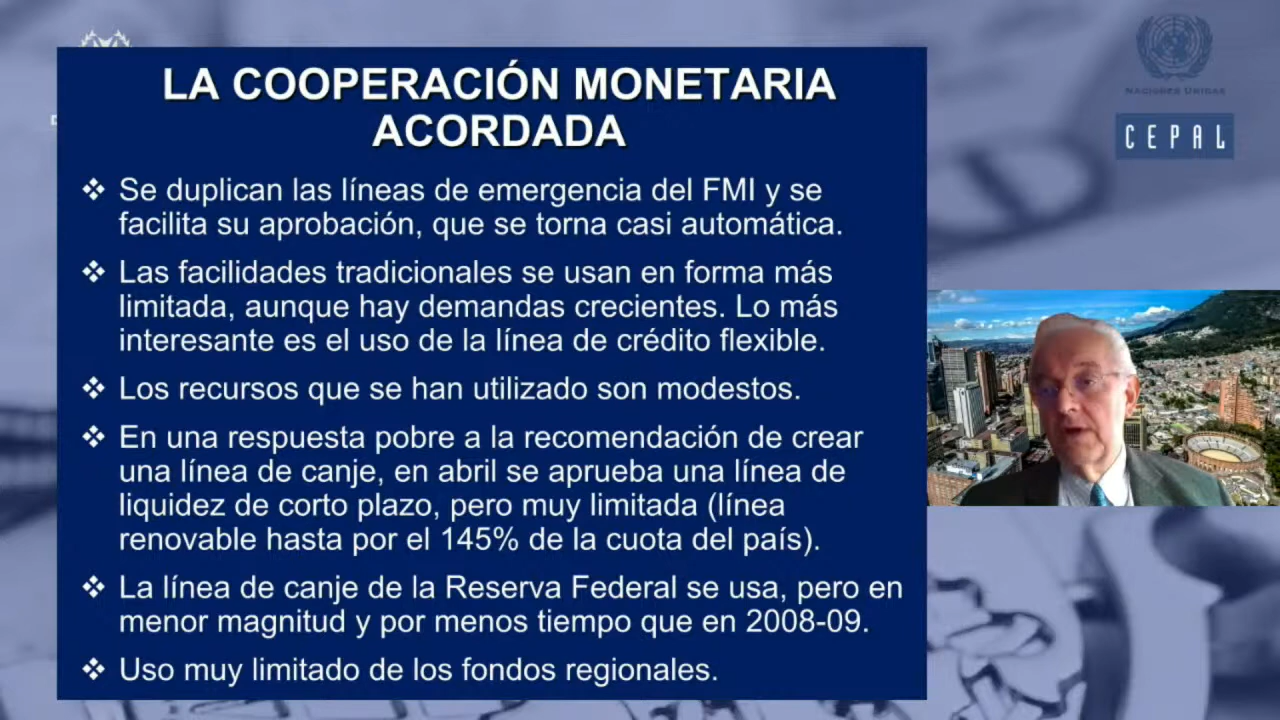 LA COOPERACIÓN MONETARIA
ACORDADA
❖ Se duplican las líneas de emergencia del FMI y se
facilita su aprobación, que se torna casi automática.
❖ Las facilidades tradicionales se usan en forma más
limitada, aunque hay demandas crecientes. Lo más
interesante es el uso de la línea de crédito flexible.
❖ Los recursos que se han utilizado son modestos.
❖ En una respuesta pobre a la recomendación de crear
una línea de canje, en abril se aprueba una línea de
liquidez de corto plazo, pero muy limitada (línea
renovable hasta por el 145% de la cuota del país).
❖ La línea de canje de la Reserva Federal se usa, pero en
menor magnitud y por menos tiempo que en 2008-09.
❖ Uso muy limitado de los fondos regionales.
NACIONES UNIDAS
CEPAL